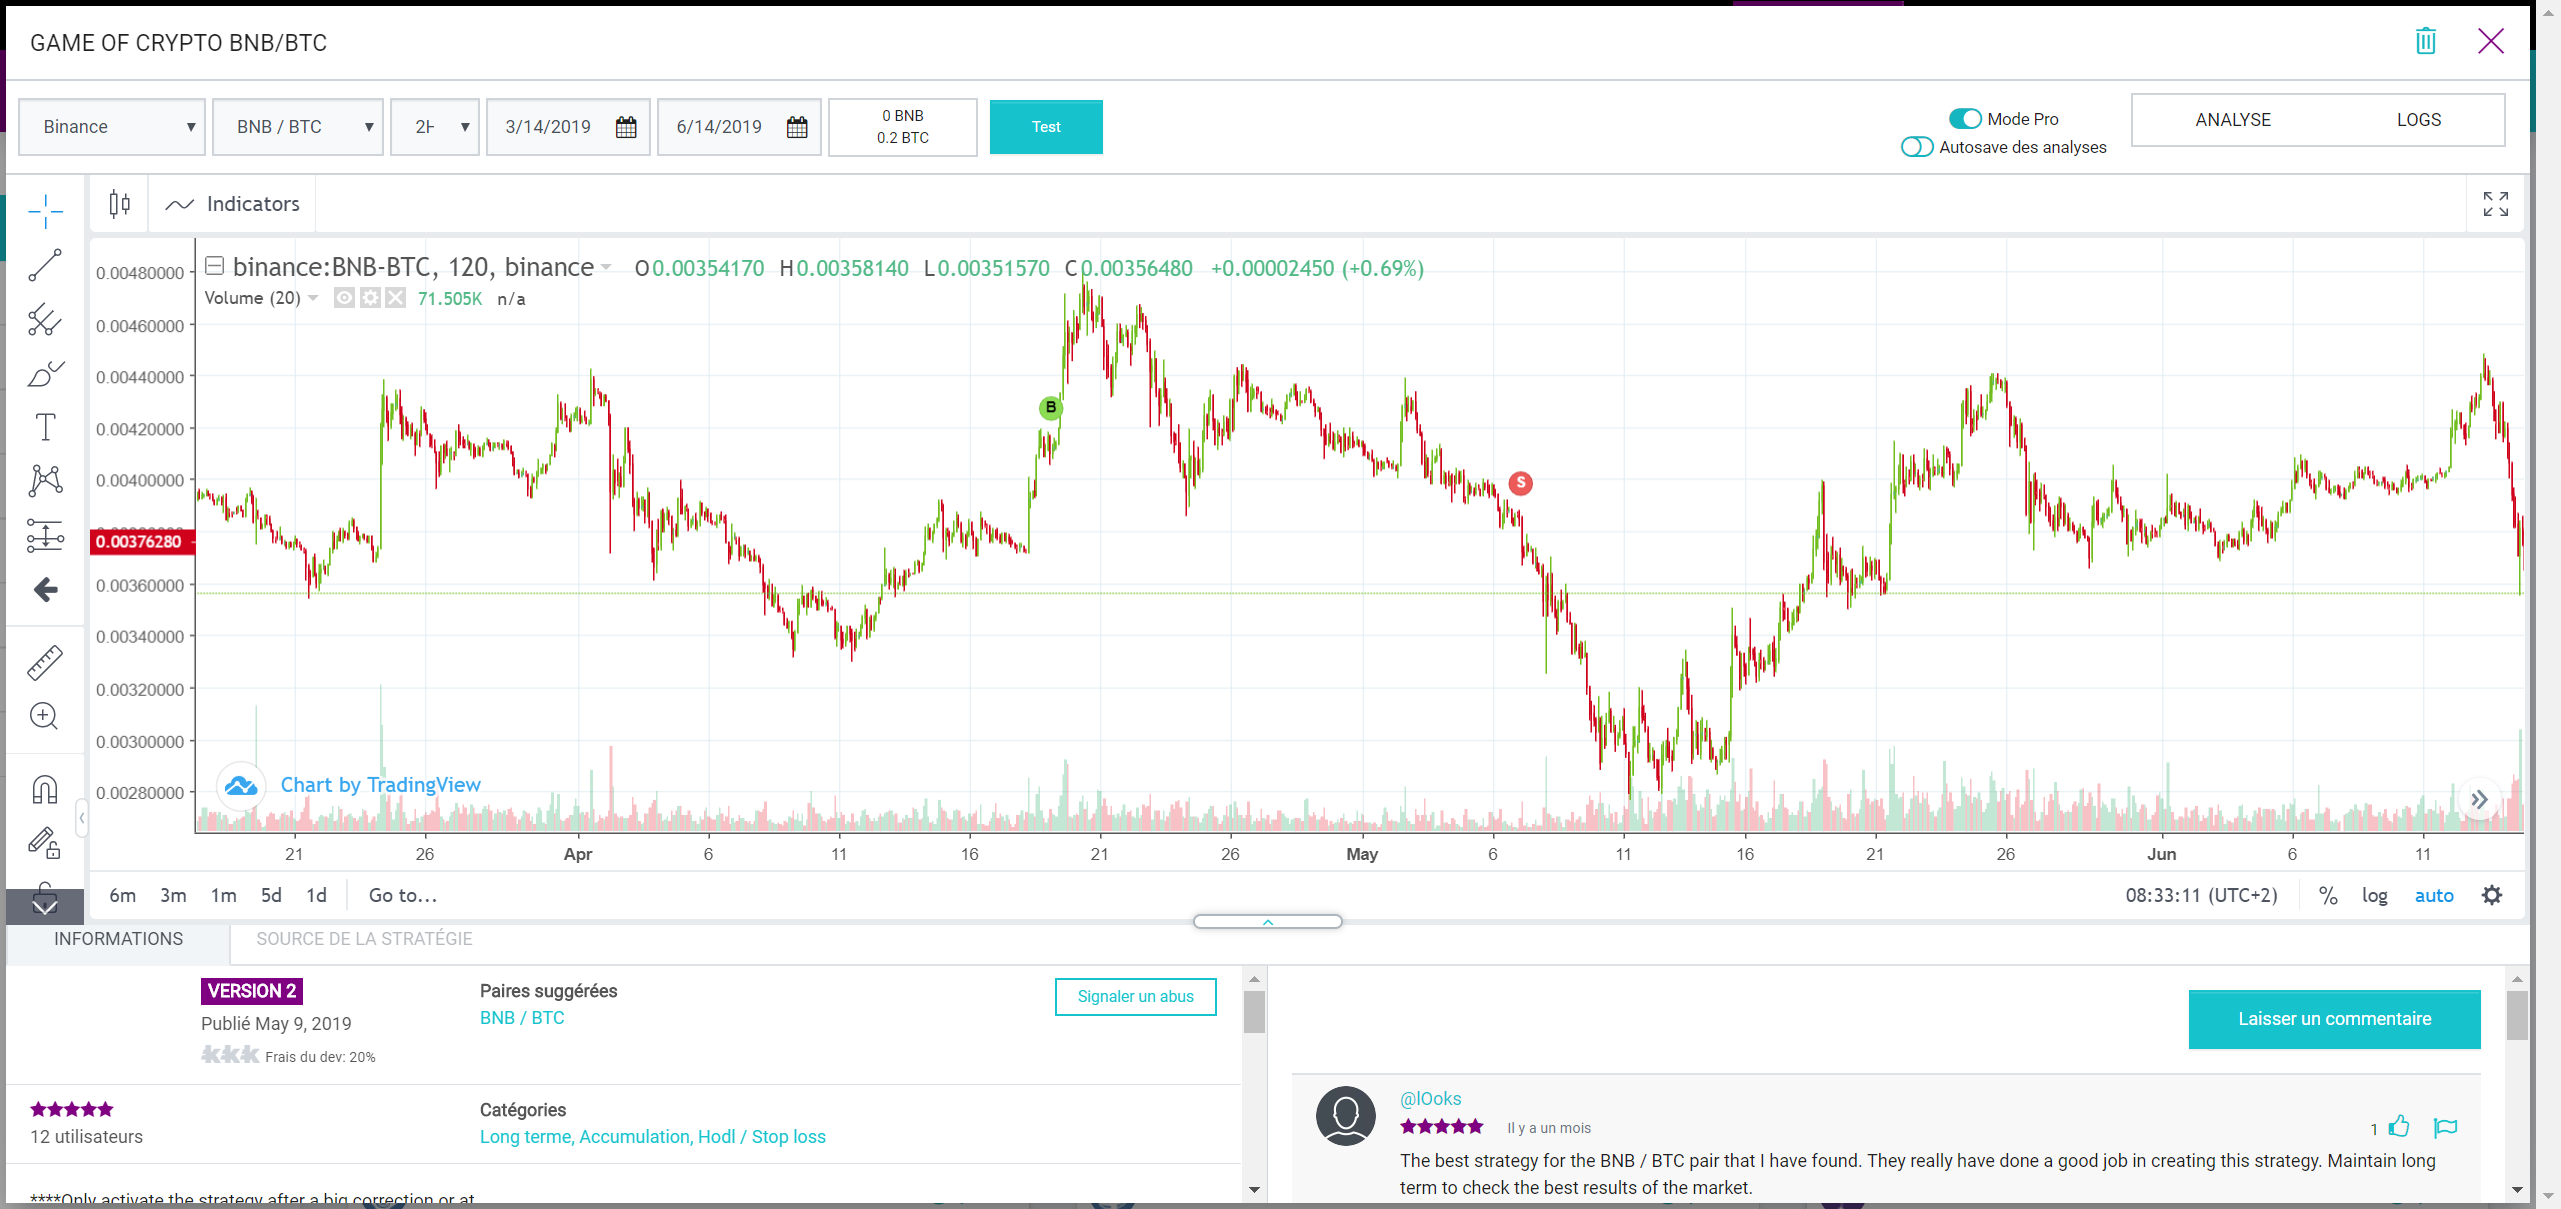 GAME OF CRYPTO BNB/BTC
Binance
BNB / BTC
2H
3/14/2019
6/14/2019
0 BNB
0.2 BTC
Test
Mode Pro
Autosave des analyses
ANALYSE
LOGS
Indicators
binance:BNB-BTC, 120, binance O0.00354170 H0.00358140 L0.00351570 C0.00356480 +0.00002450 (+0.69%)
Volume (20) 71.505K n/a
0.00480000
0.00460000
0.00440000
0.00420000
0.00400000
0.00376280
0.00360000
0.00340000
0.00320000
0.00300000
0.00280000
B
S
Chart by TradingView
21 26 Apr 6 11 16 21 26 May 6 11 16 21 26 Jun 6 11
6m 3m 1m 5d 1d Go to...
08:33:11 (UTC+2) % log auto
INFORMATIONS
SOURCE DE LA STRATÉGIE
VERSION 2
Publié May 9, 2019
Frais du dev: 20%
Paires suggérées
BNB / BTC
Signaler un abus
12 utilisateurs
Catégories
Long terme, Accumulation, Hodl / Stop loss
****Only activate the strategy after a big correction or at
Laisser un commentaire
@lOoks
Il y a un mois
1
The best strategy for the BNB / BTC pair that I have found. They really have done a good job in creating this strategy. Maintain long
term to check the best results of the market.